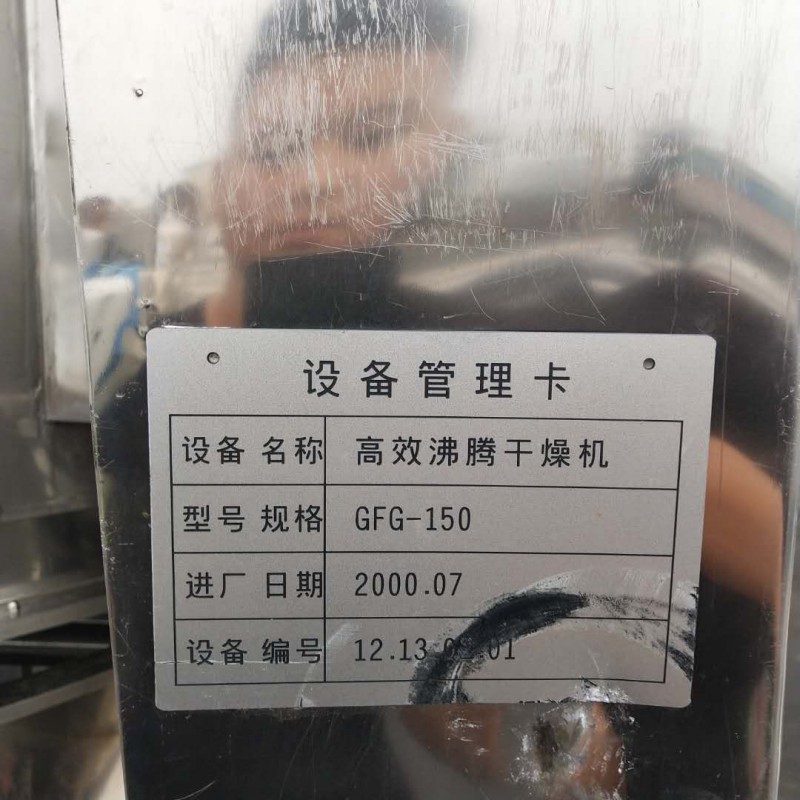 设备管理卡
设备名称 高效沸腾干燥机
型号规格 GFG-150
进厂日期 2000.07
设备编号 12.13 .01